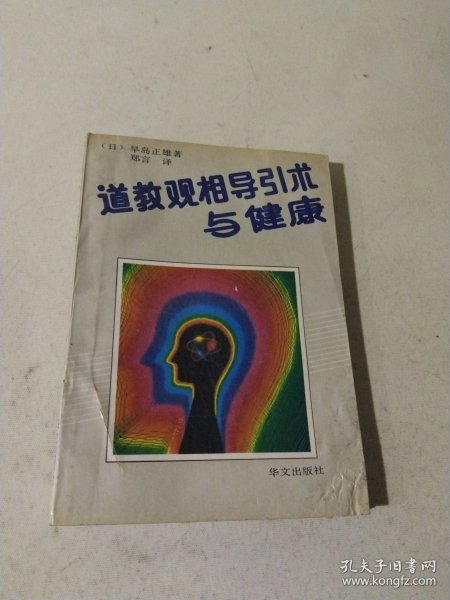 （日）早岛正雄著
郑言 译
道教观相导引术
与健康
华文出版社
孔夫子旧书网
www.kongfz.com